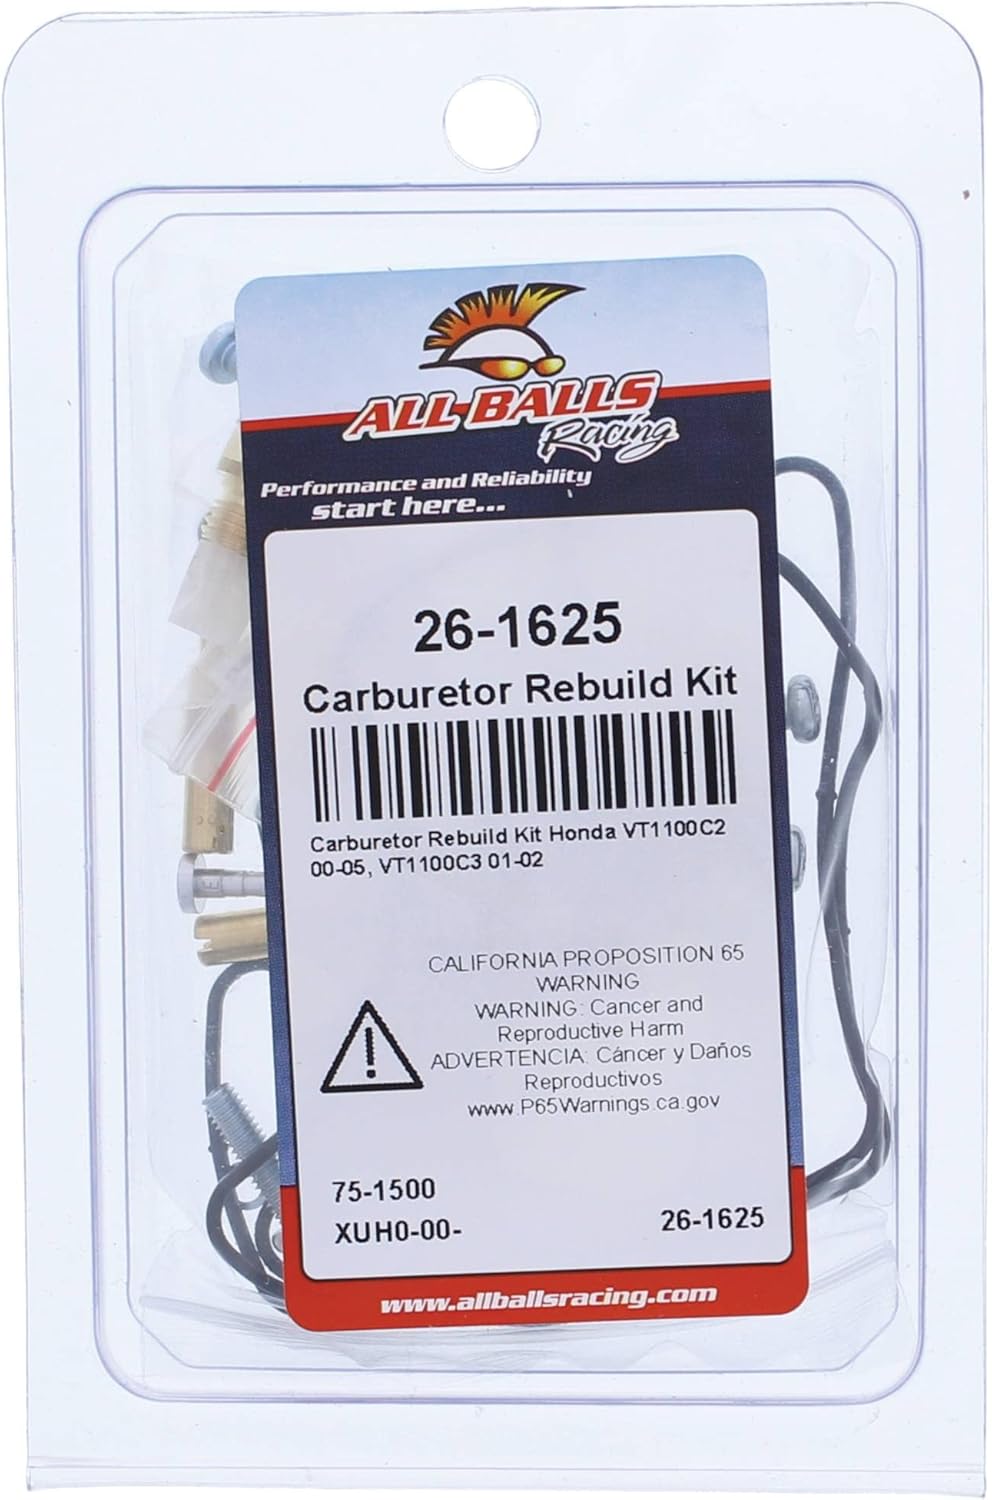 ALL BALLS
Racing
Performance and Reliability
start here...
26-1625
Carburetor Rebuild Kit
Carburetor Rebuild Kit Honda VT1100C2
00-05, VT1100C3 01-02
CALIFORNIA PROPOSITION 65
WARNING
WARNING: Cancer and
Reproductive Harm
ADVERTENCIA: Cáncer y Daños
Reproductivos
www.P65Warnings.ca.gov
75-1500
XUH0-00-
26-1625
www.allballsracing.com